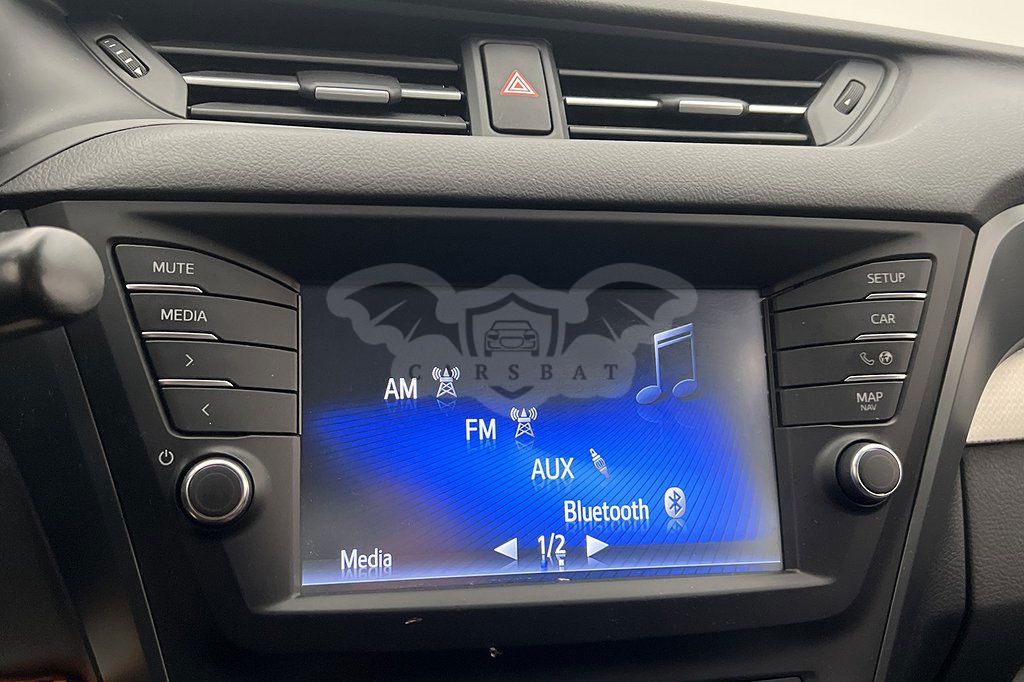 MUTE
MEDIA
>
<
SETUP
CAR
MAP
NAV
CARSBAT
AM
FM
AUX
Bluetooth
Media
1/2